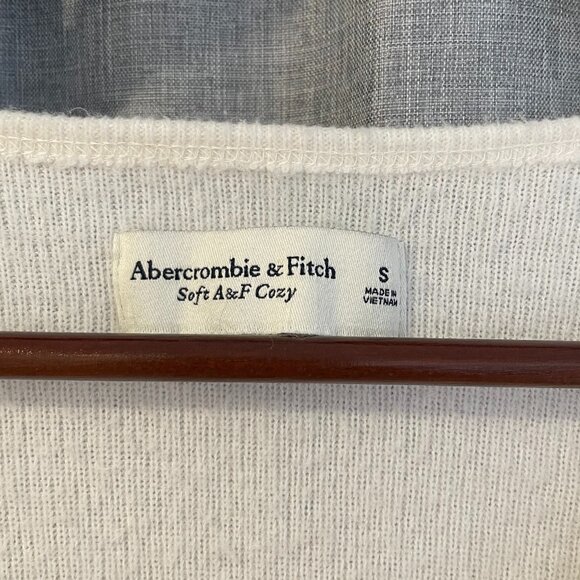 Abercrombie & Fitch
Soft A&F Cozy
S
MADE IN
VIETNAM